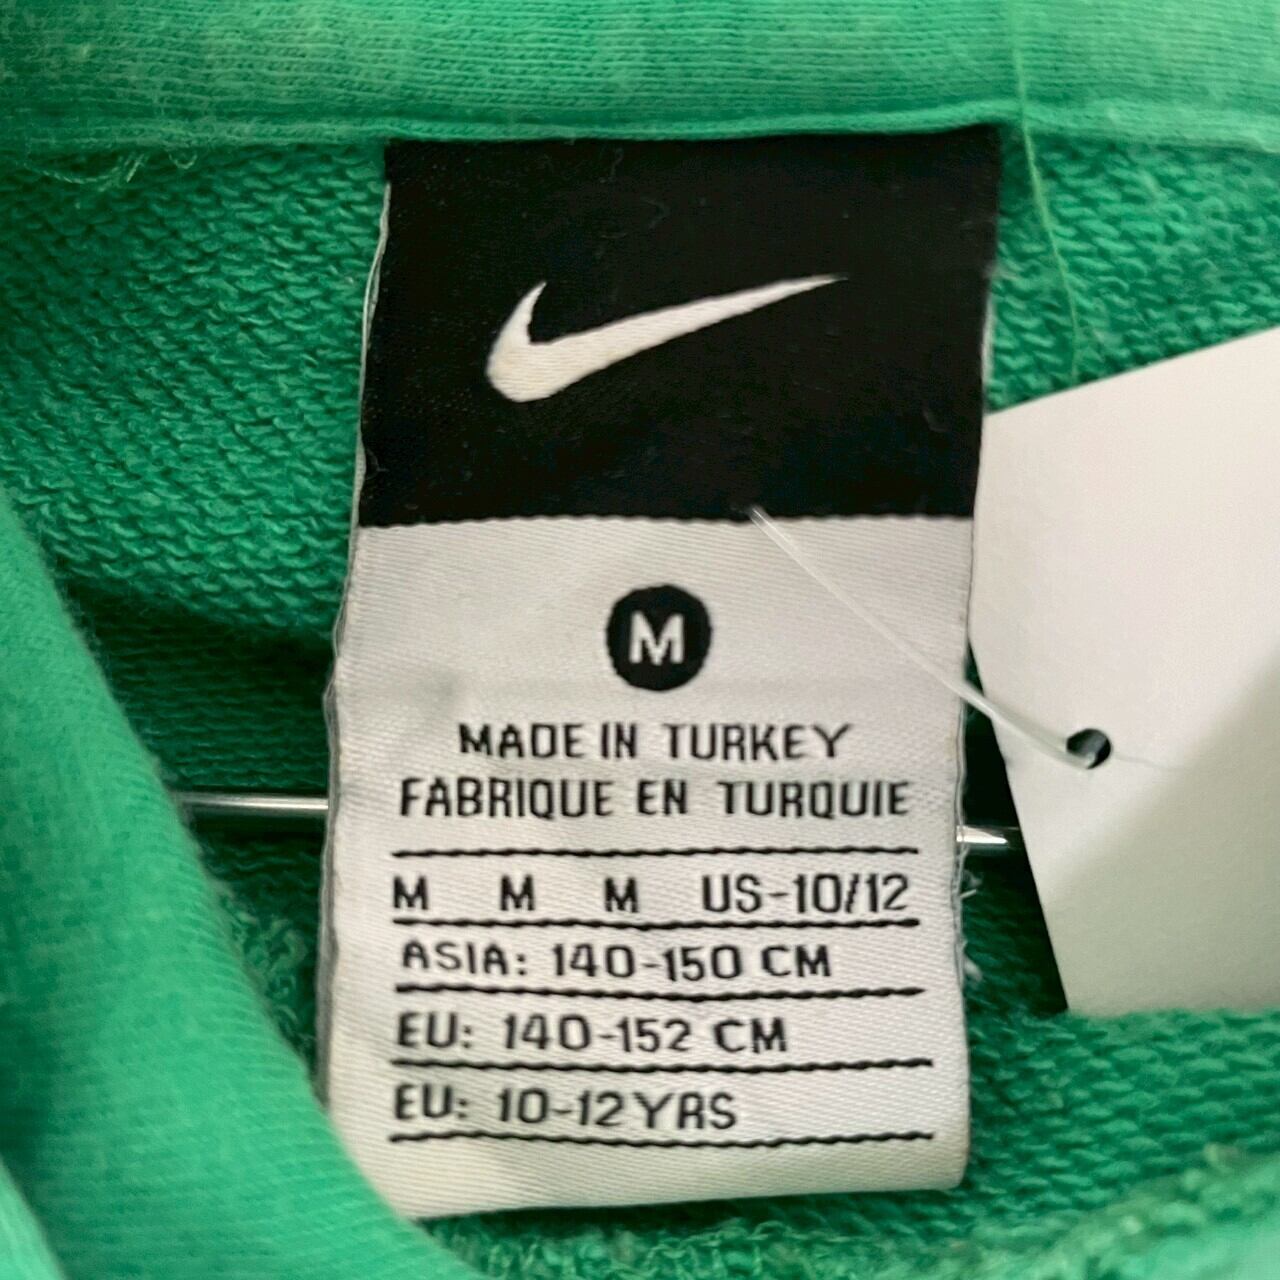 M
MADE IN TURKEY
FABRIQUE EN TURQUIE
M M M US-10/12
ASIA: 140-150 CM
EU: 140-152 CM
EU: 10-12YRS